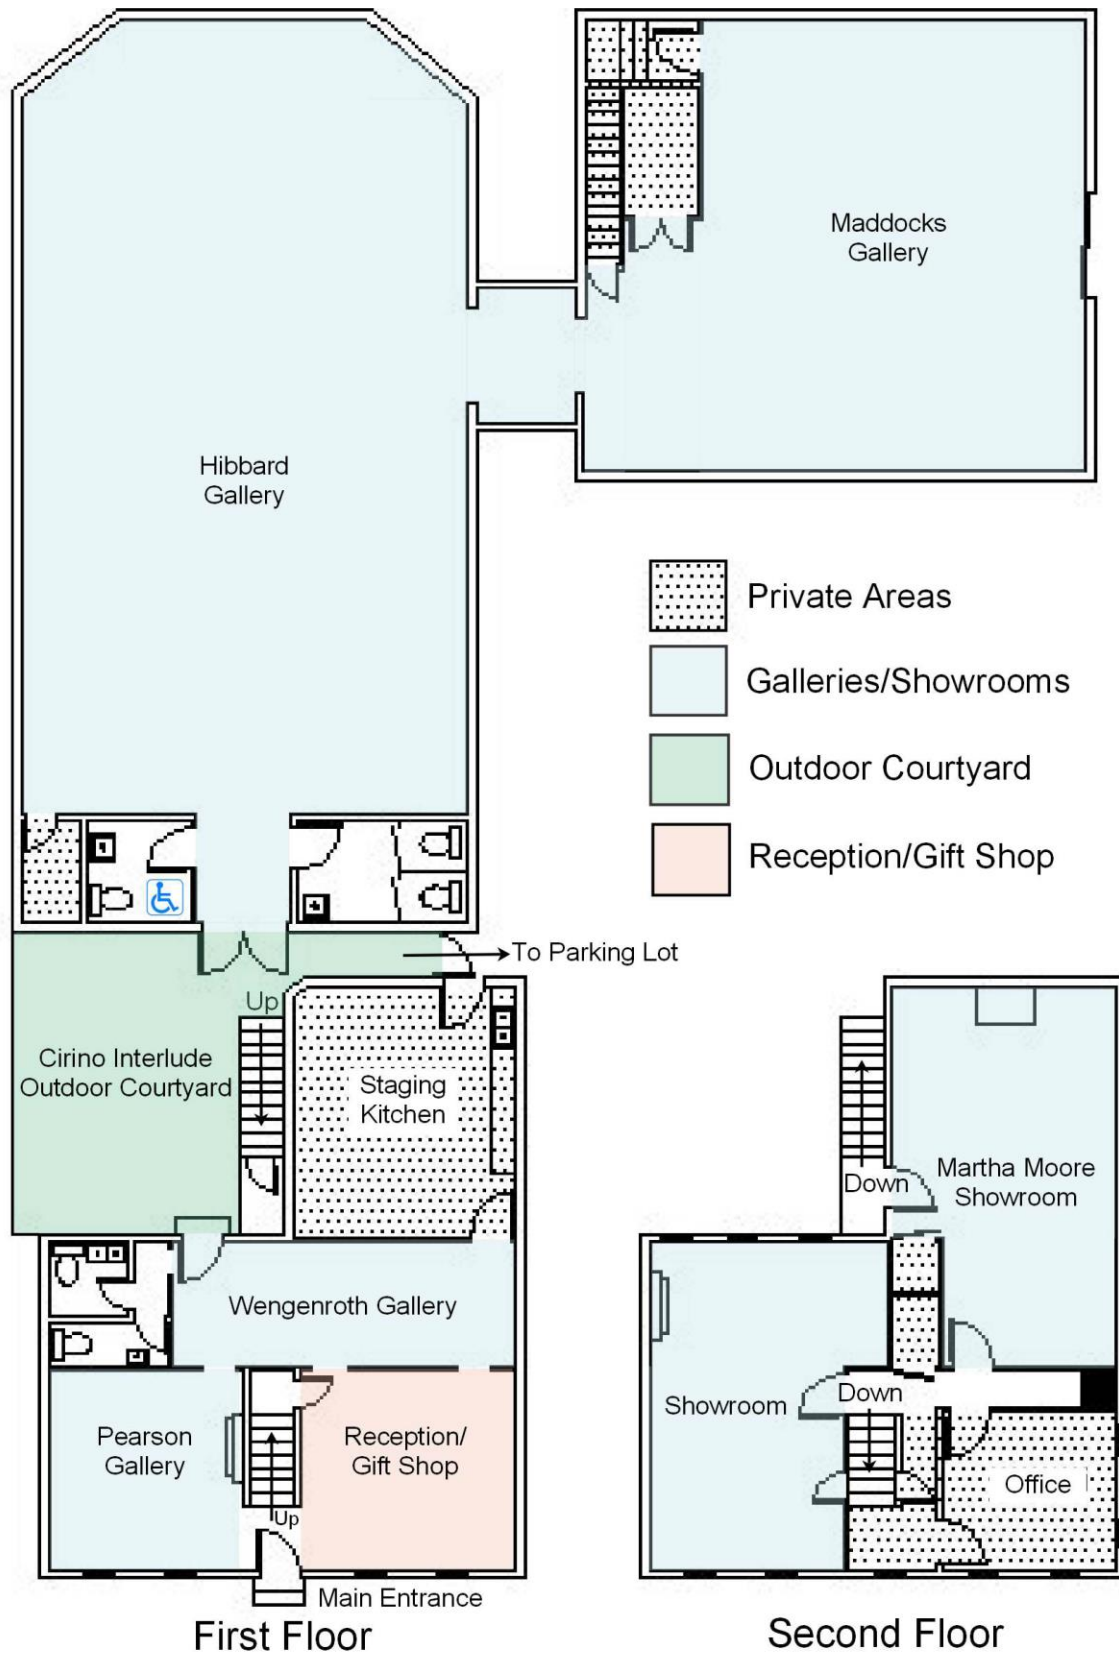 Maddocks
Gallery
Hibbard
Gallery
Private Areas
Galleries/Showrooms
Outdoor Courtyard
Reception/Gift Shop
To Parking Lot
Up
Cirino Interlude
Outdoor Courtyard
Staging
Kitchen
Wengenroth Gallery
Pearson
Gallery
Reception/
Gift Shop
Up
Main Entrance
First Floor
Martha Moore
Showroom
Down
Showroom
Down
Office
Second Floor